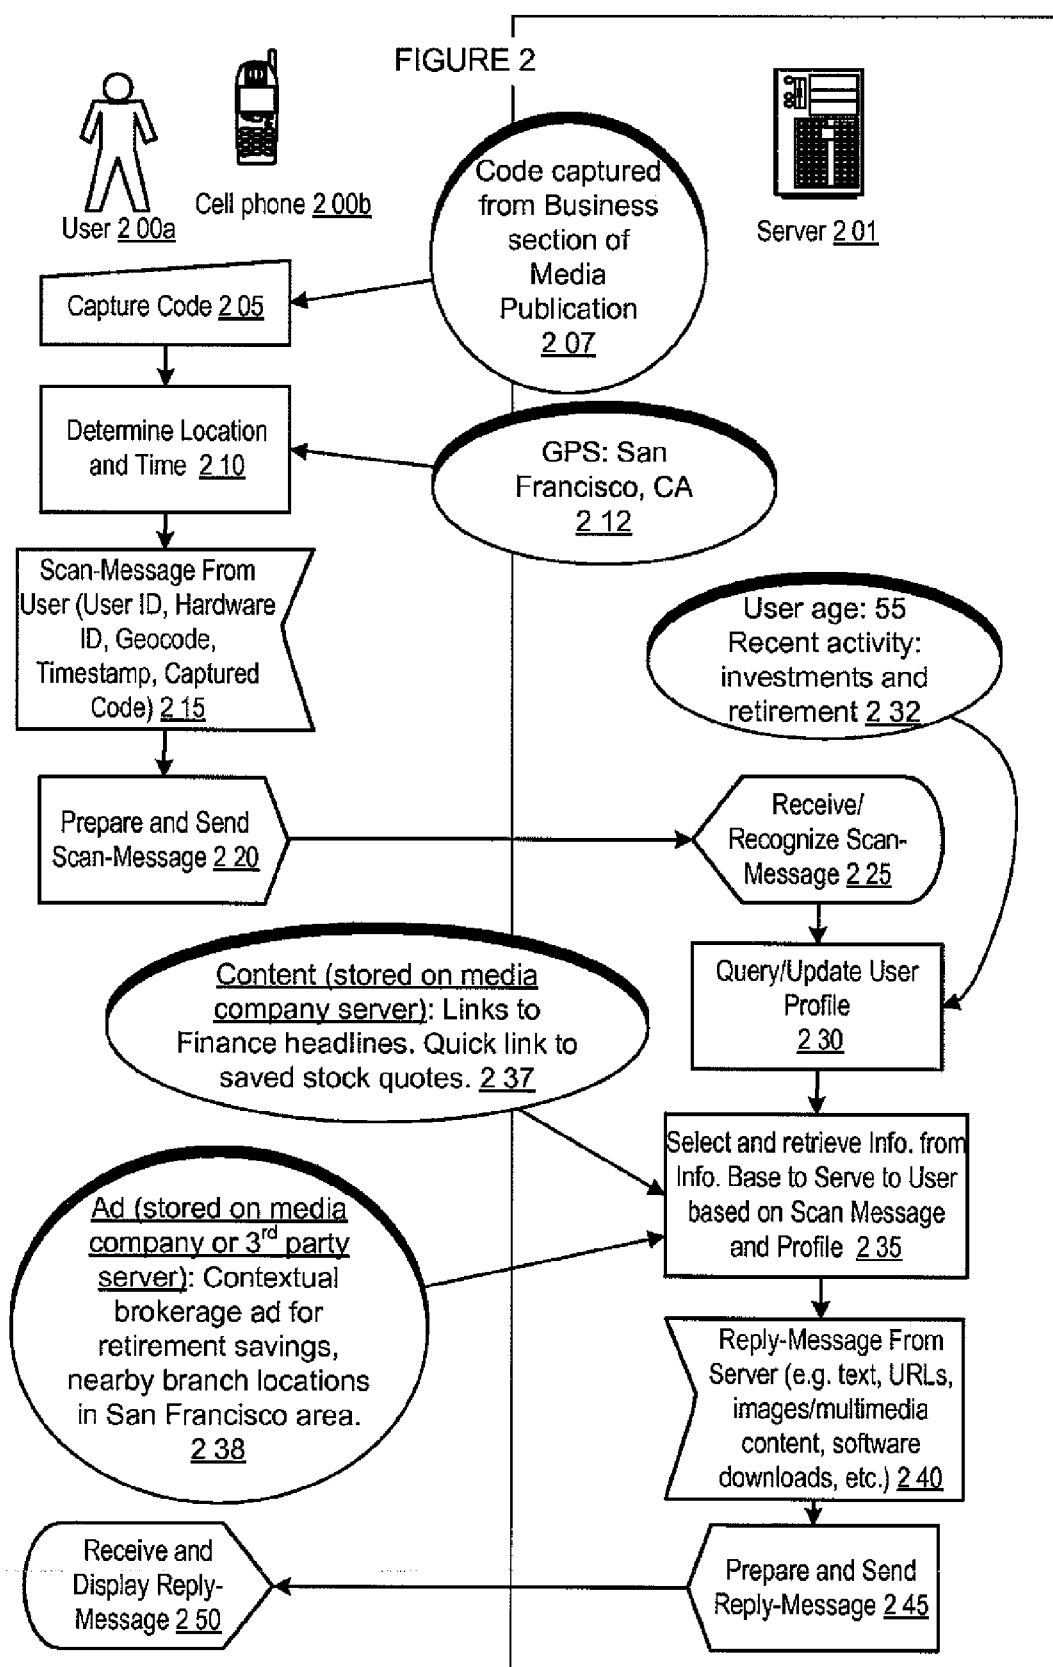 FIGURE 2
User 2 00a
Cell phone 2 00b
Server 2 01
Code captured
from Business
section of
Media
Publication
2 07
Capture Code 2 05
Determine Location
and Time 2 10
GPS: San
Francisco, CA
2 12
Scan-Message From
User (User ID, Hardware
ID, Geocode,
Timestamp, Captured
Code) 2 15
User age: 55
Recent activity:
investments and
retirement 2 32
Prepare and Send
Scan-Message 2 20
Receive/
Recognize Scan-
Message 2 25
Query/Update User
Profile
2 30
Content (stored on media
company server): Links to
Finance headlines. Quick link to
saved stock quotes. 2 37
Select and retrieve Info. from
Info. Base to Serve to User
based on Scan Message
and Profile 2 35
Ad (stored on media
company or 3rd party
server): Contextual
brokerage ad for
retirement savings,
nearby branch locations
in San Francisco area.
2 38
Reply-Message From
Server (e.g. text, URLs,
images/multimedia
content, software
downloads, etc.) 2 40
Prepare and Send
Reply-Message 2 45
Receive and
Display Reply-
Message 2 50